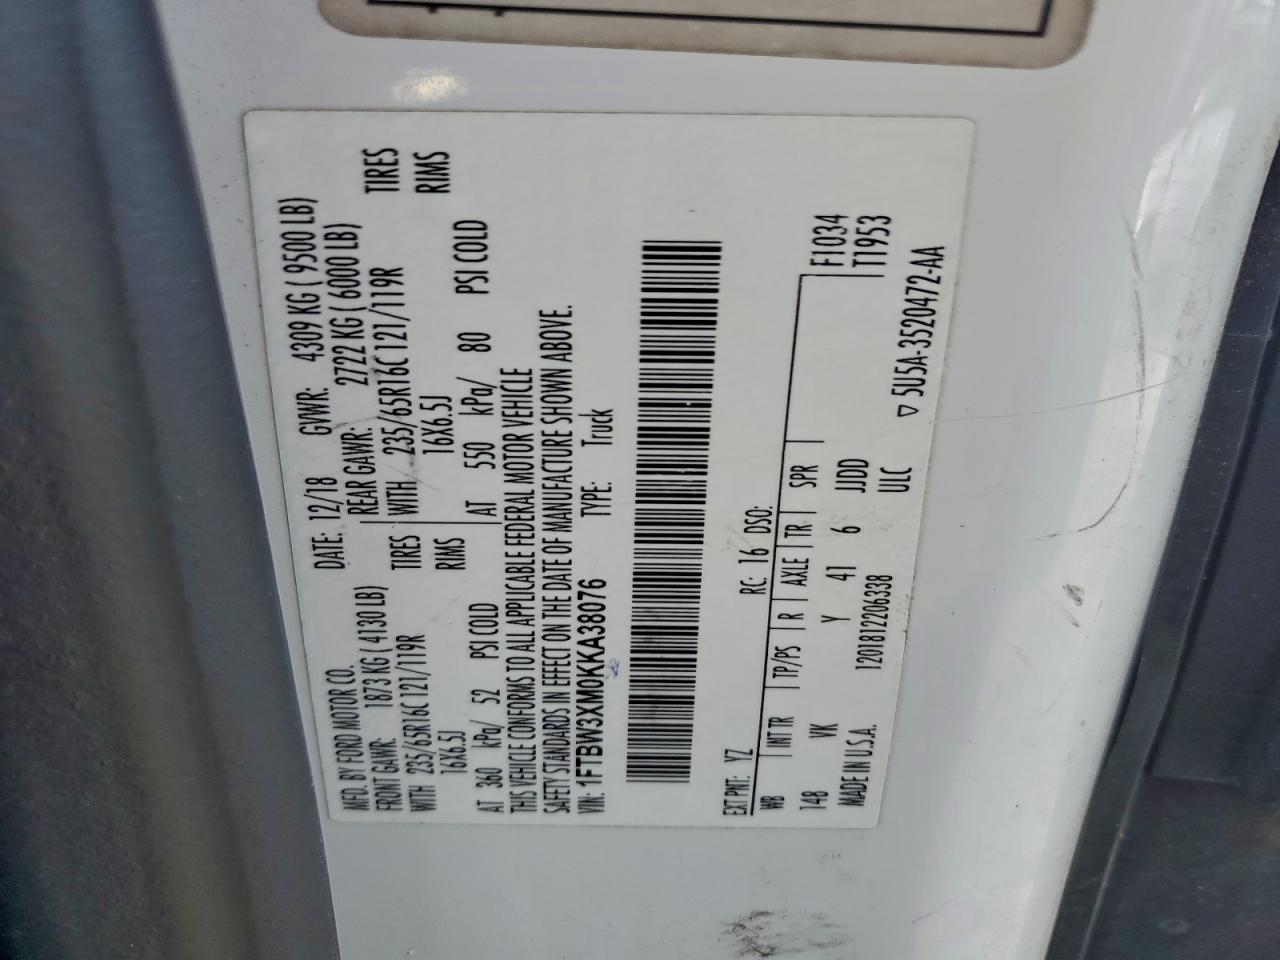 MFD. BY FORD MOTOR CO. DATE: 12/18 GVWR: 4309 KG ( 9500 LB)
FRONT GAWR: 1873 KG ( 4130 LB) REAR GAWR: 2722 KG ( 6000 LB)
WITH 235/65R16C 121/119R TIRES WITH 235/65R16C 121/119R TIRES
16X6.5J RIMS 16X6.5J RIMS
AT 360 kPa/ 52 PSI COLD AT 550 kPa/ 80 PSI COLD
THIS VEHICLE CONFORMS TO ALL APPLICABLE FEDERAL MOTOR VEHICLE
SAFETY STANDARDS IN EFFECT ON THE DATE OF MANUFACTURE SHOWN ABOVE.
VIN: 1FTBW3XM0KKA38076 TYPE: Truck
EXT PNT: YZ RC: 16 DSO:
WB INT TR TP/PS R AXLE TR SPR F1034
148 VK Y 41 6 JJDD T1953
MADE IN U.S.A. 1201812206338 ULC
▽ 5U5A-3520472-AA